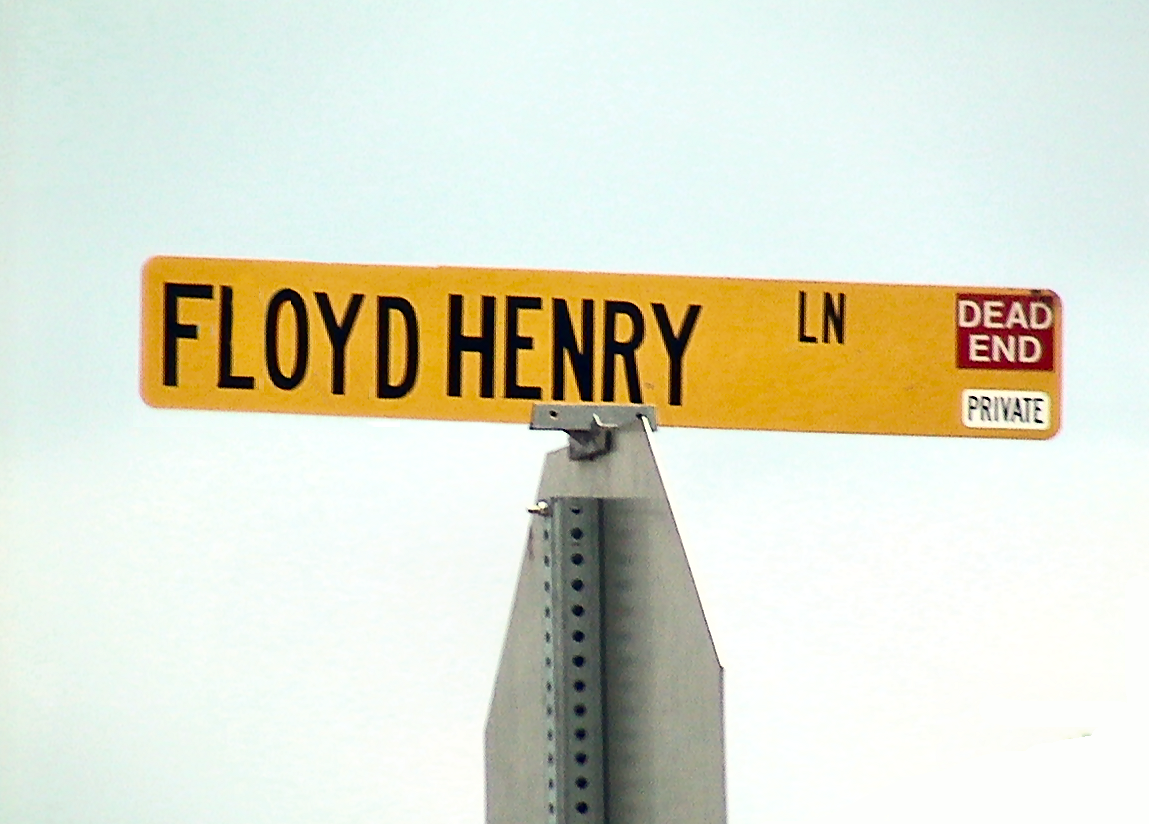 FLOYD HENRY LN
DEAD
END
PRIVATE